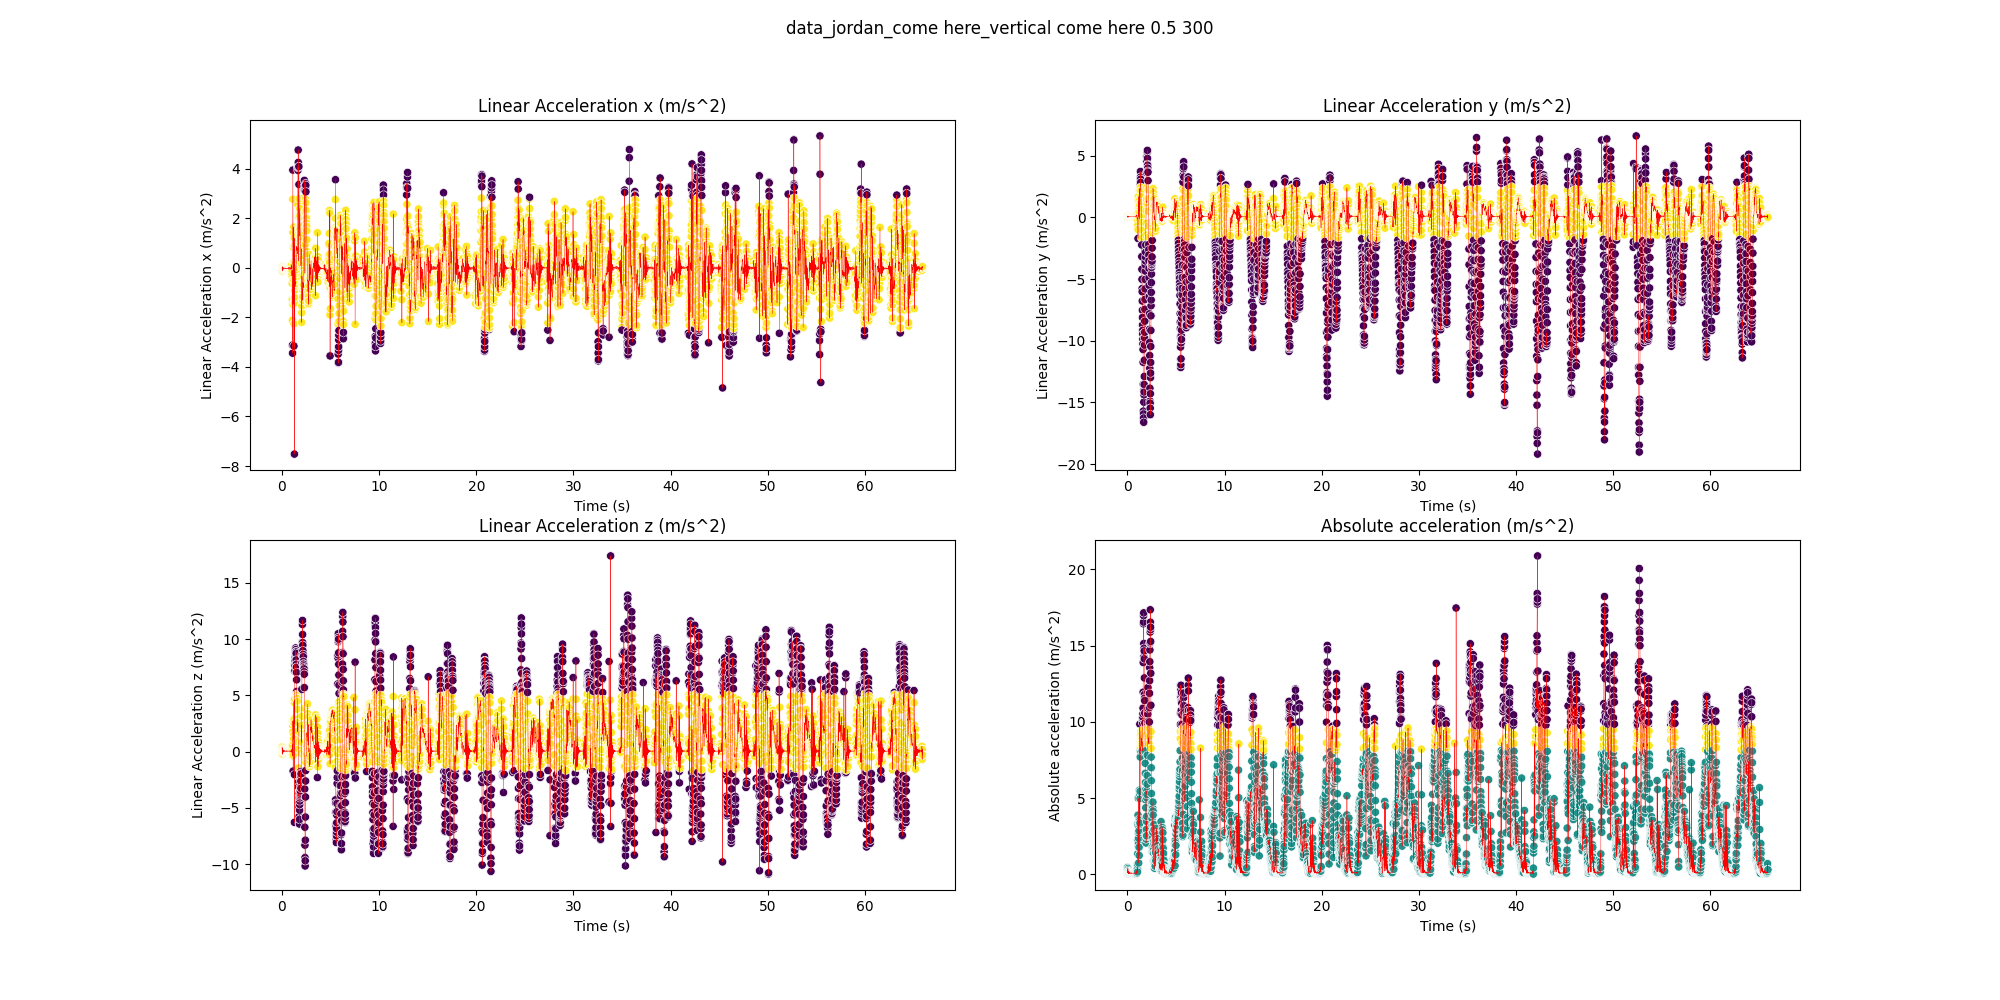 data_jordan_come here_vertical come here 0.5 300
Linear Acceleration x (m/s^2)
Linear Acceleration x (m/s^2)
4
2
0
−2
−4
−6
−8
0 10 20 30 40 50 60
Time (s)
Linear Acceleration y (m/s^2)
Linear Acceleration y (m/s^2)
5
0
−5
−10
−15
−20
0 10 20 30 40 50 60
Time (s)
Linear Acceleration z (m/s^2)
Linear Acceleration z (m/s^2)
15
10
5
0
−5
−10
0 10 20 30 40 50 60
Time (s)
Absolute acceleration (m/s^2)
Absolute acceleration (m/s^2)
20
15
10
5
0
0 10 20 30 40 50 60
Time (s)